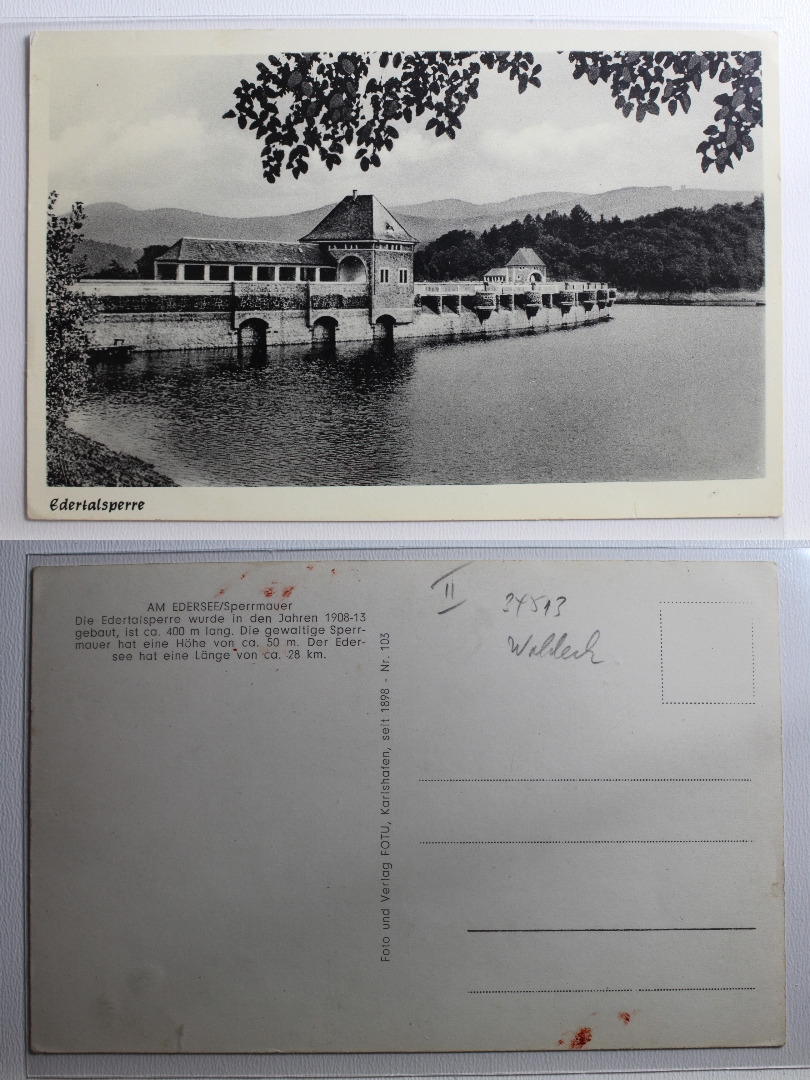 Edertalsperre
AM EDERSEE/Sperrmauer
Die Edertalsperre wurde in den Jahren 1908-13
gebaut, ist ca. 400 m lang. Die gewaltige Sperr-
mauer hat eine Höhe von ca. 50 m. Der Eder-
see hat eine Länge von ca. 28 km.
Foto und Verlag FOTU, Karlshafen, seit 1898 - Nr. 103
II
34513
Waldeck